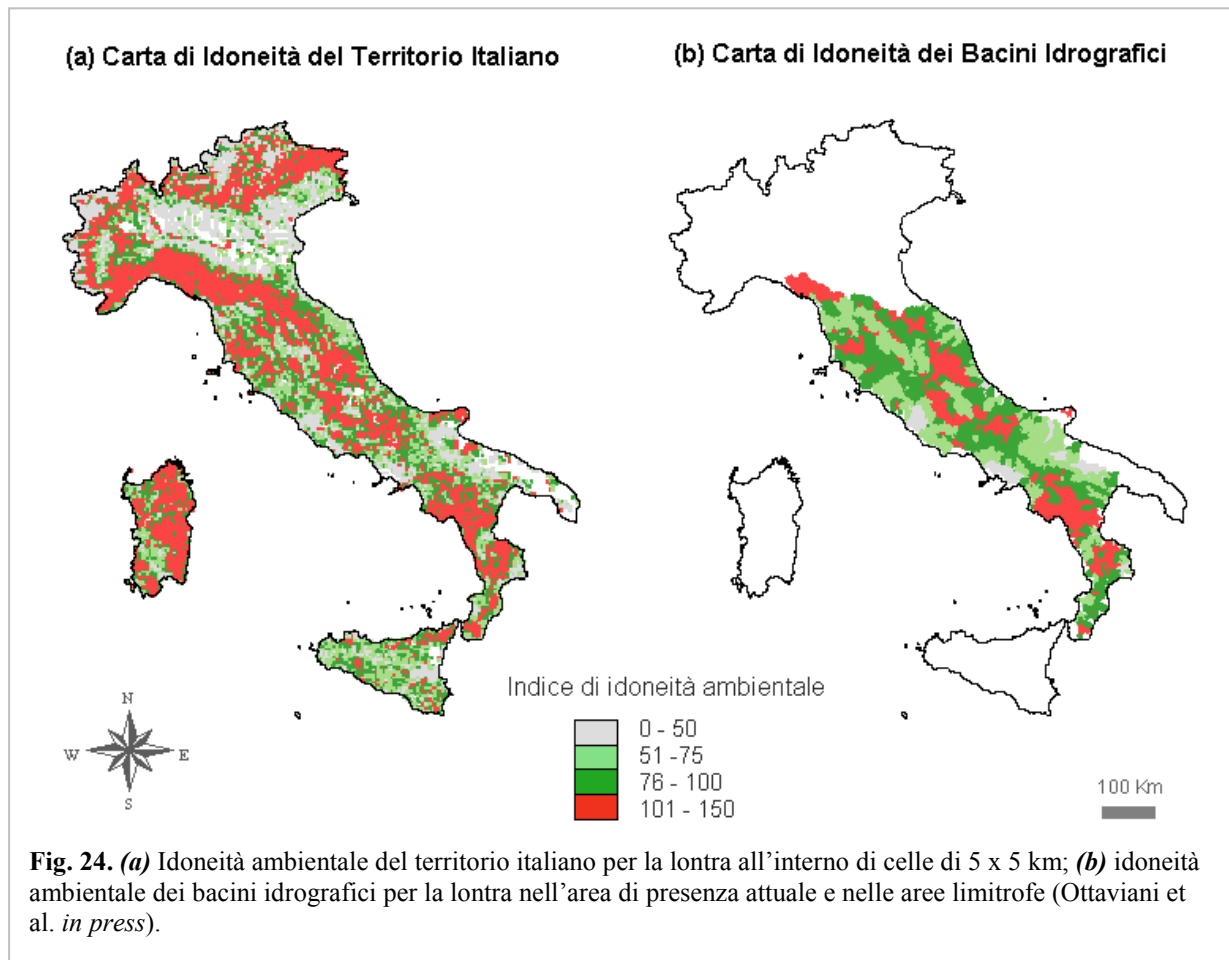 (a) Carta di Idoneità del Territorio Italiano
(b) Carta di Idoneità dei Bacini Idrografici
Indice di idoneità ambientale
0 - 50
51 -75
76 - 100
101 - 150
N
W
E
S
100 Km
Fig. 24. (a) Idoneità ambientale del territorio italiano per la lontra all’interno di celle di 5 x 5 km; (b) idoneità
ambientale dei bacini idrografici per la lontra nell’area di presenza attuale e nelle aree limitrofe (Ottaviani et
al. in press).